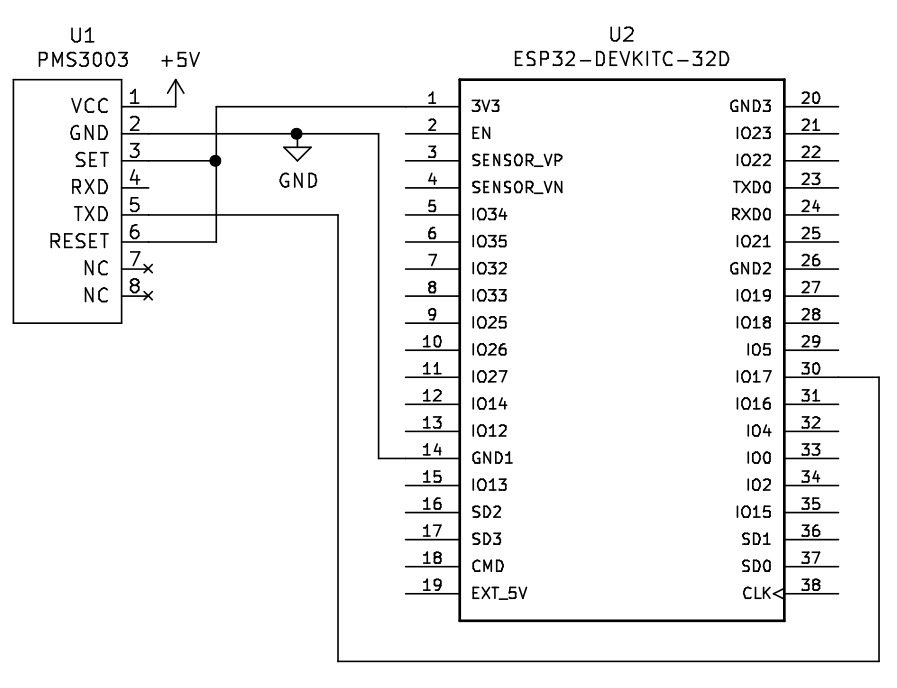 U1
PMS3003
+5V
VCC 1
GND 2
SET 3
RXD 4
TXD 5
RESET 6
NC 7
NC 8
GND
U2
ESP32-DEVKITC-32D
1 3V3 GND3 20
2 EN IO23 21
3 SENSOR_VP IO22 22
4 SENSOR_VN TXD0 23
5 IO34 RXD0 24
6 IO35 IO21 25
7 IO32 GND2 26
8 IO33 IO19 27
9 IO25 IO18 28
10 IO26 IO5 29
11 IO27 IO17 30
12 IO14 IO16 31
13 IO12 IO4 32
14 GND1 IO0 33
15 IO13 IO2 34
16 SD2 IO15 35
17 SD3 SD1 36
18 CMD SD0 37
19 EXT_5V CLK 38